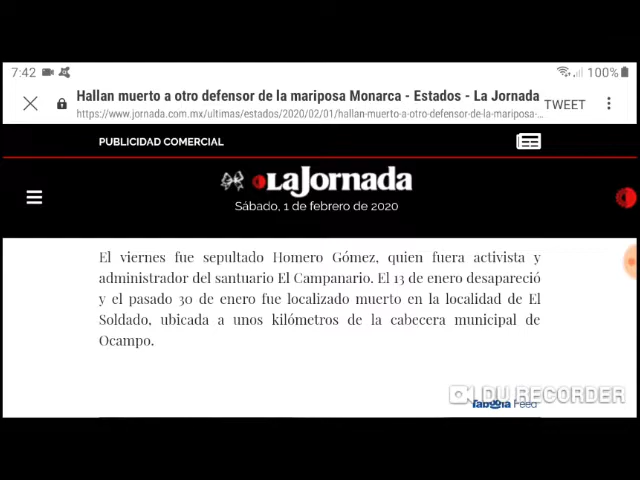 7:42
100%
Hallan muerto a otro defensor de la mariposa Monarca - Estados - La Jornada
TWEET
https://www.jornada.com.mx/ultimas/estados/2020/02/01/hallan-muerto-a-otro-defensor-de-la-mariposa-...
PUBLICIDAD COMERCIAL
LaJornada
Sábado, 1 de febrero de 2020
El viernes fue sepultado Homero Gómez, quien fuera activista y
administrador del santuario El Campanario. El 13 de enero desapareció
y el pasado 30 de enero fue localizado muerto en la localidad de El
Soldado, ubicada a unos kilómetros de la cabecera municipal de
Ocampo.
DU RECORDER
Taboola Feed